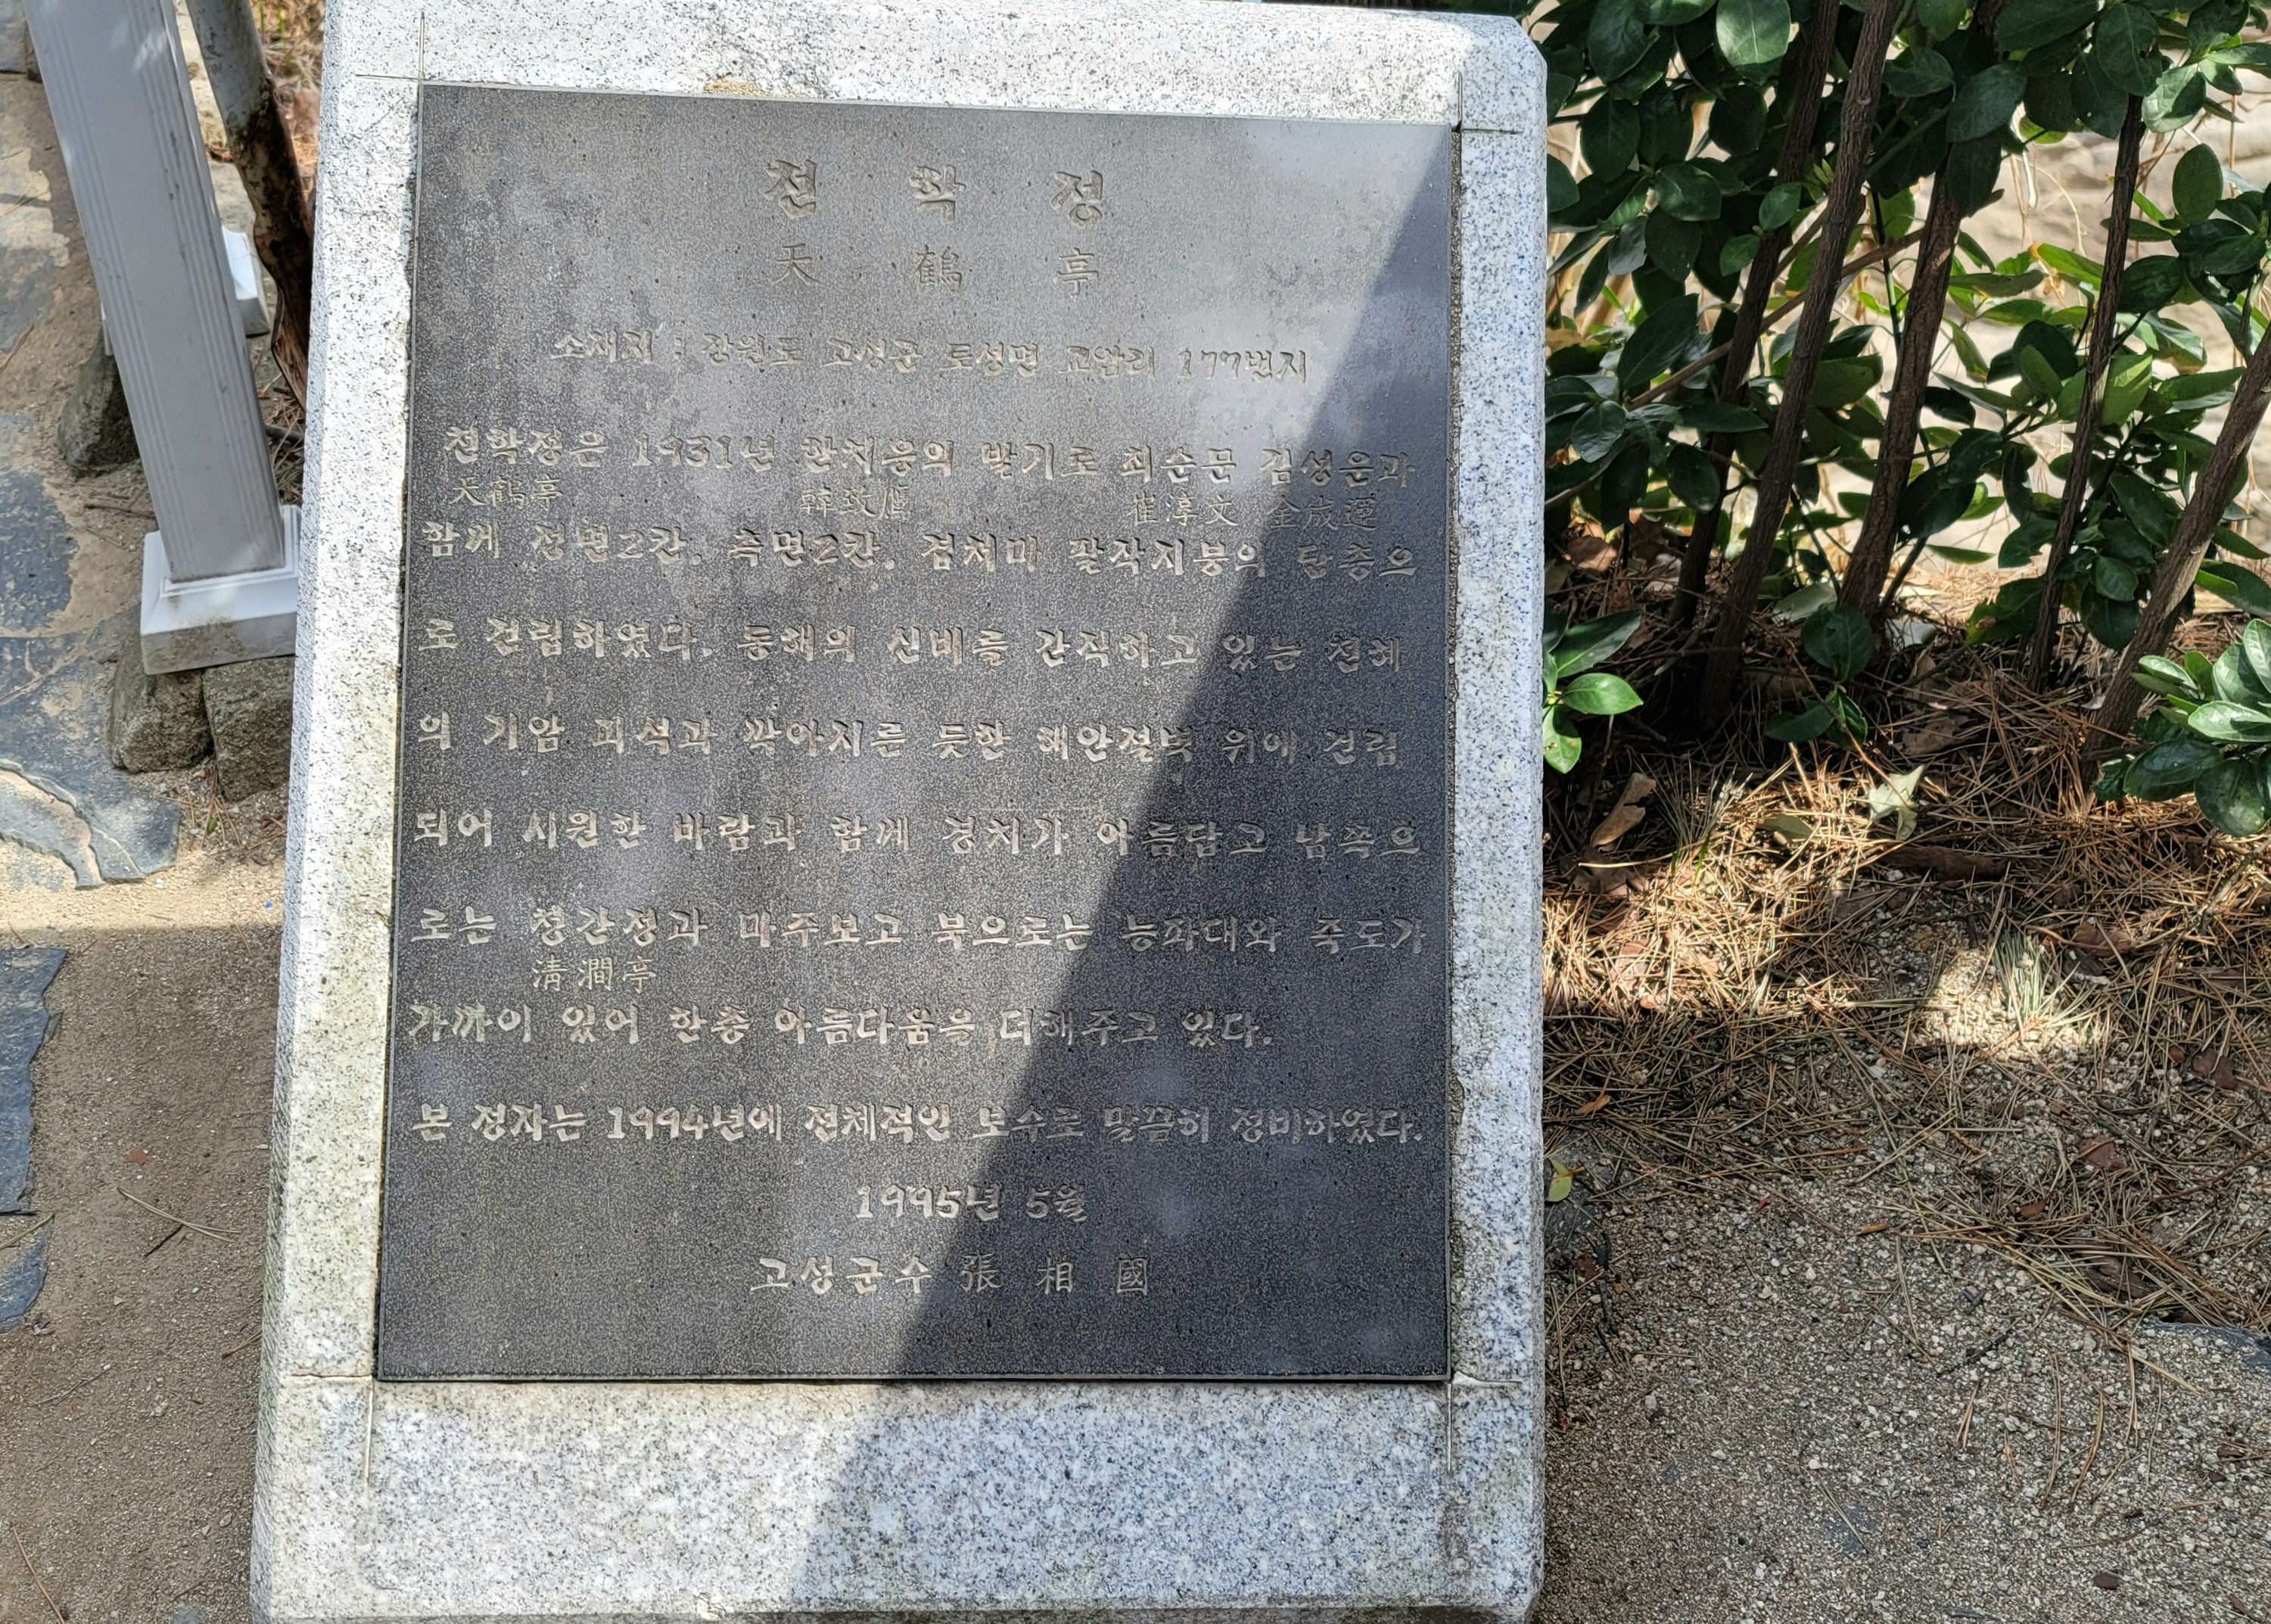 천 학 정
天 鶴 亭
소재지 : 강원도 고성군 토성면 교암리 177번지
천학정은 1931년 한치응의 발기로 최순문 김성운과
天鶴亭 韓致鷹 崔淳文 金成運
함께 정면2칸. 측면2칸. 겹처마 팔작지붕의 단층으
로 건립하였다. 동해의 신비를 간직하고 있는 천혜
의 기암 괴석과 깍아지른 듯한 해안절벽 위에 건립
되어 시원한 바람과 함께 경치가 아름답고 남쪽으
로는 청간정과 마주보고 북으로는 능파대와 죽도가
淸澗亭
가까이 있어 한층 아름다움을 더해주고 있다.
본 정자는 1994년에 전체적인 보수로 말끔히 정비하였다.
1995년 5월
고성군수 張 相 國